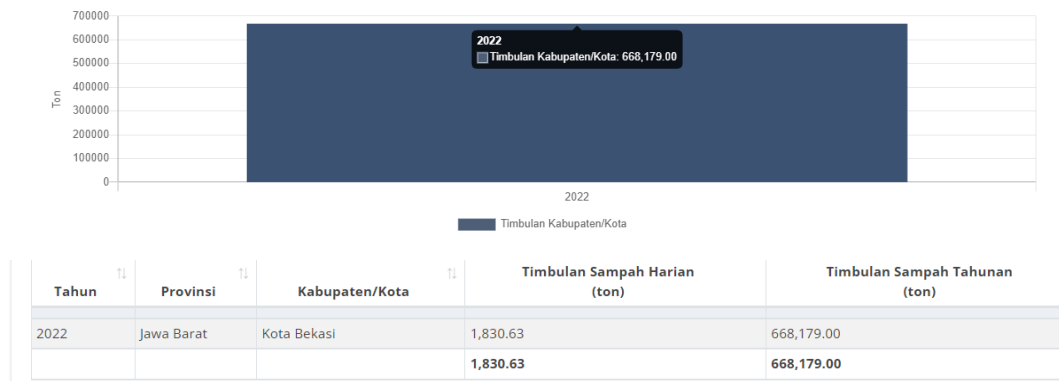 700000
600000
500000
400000
300000
200000
100000
0
Ton
2022
Timbulan Kabupaten/Kota: 668,179.00
2022
Timbulan Kabupaten/Kota
Tahun Provinsi Kabupaten/Kota Timbulan Sampah Harian (ton) Timbulan Sampah Tahunan (ton)
2022 Jawa Barat Kota Bekasi 1,830.63 668,179.00
1,830.63 668,179.00